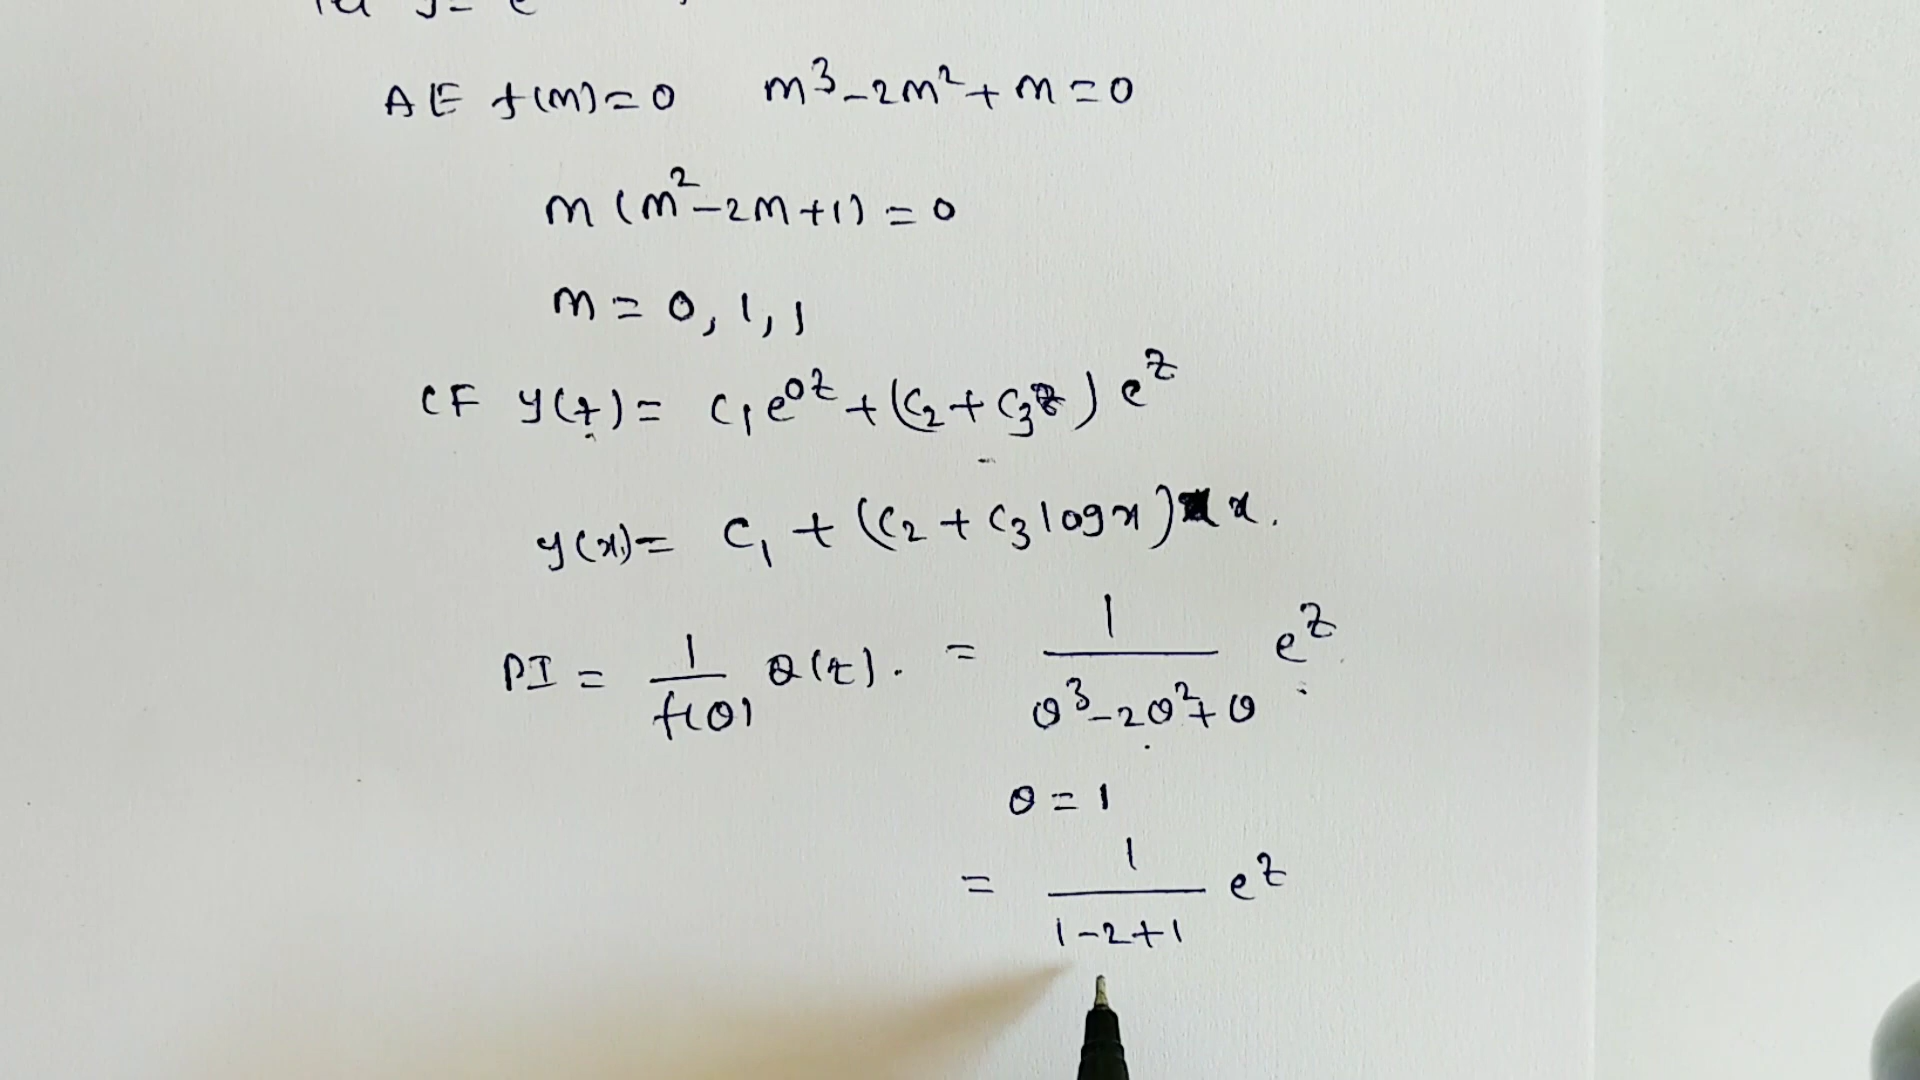 y = e
AE f(m) = 0 m³ - 2m² + m = 0
m (m² - 2m + 1) = 0
m = 0, 1, 1
CF y(z) = c₁e⁰ᶻ + (c₂ + c₃z) eᶻ
y(x) = c₁ + (c₂ + c₃ log x) x.
PI = 1/f(θ) Q(z). = 1/(θ³ - 2θ² + θ) eᶻ
θ = 1
= 1/(1 - 2 + 1) eᶻ